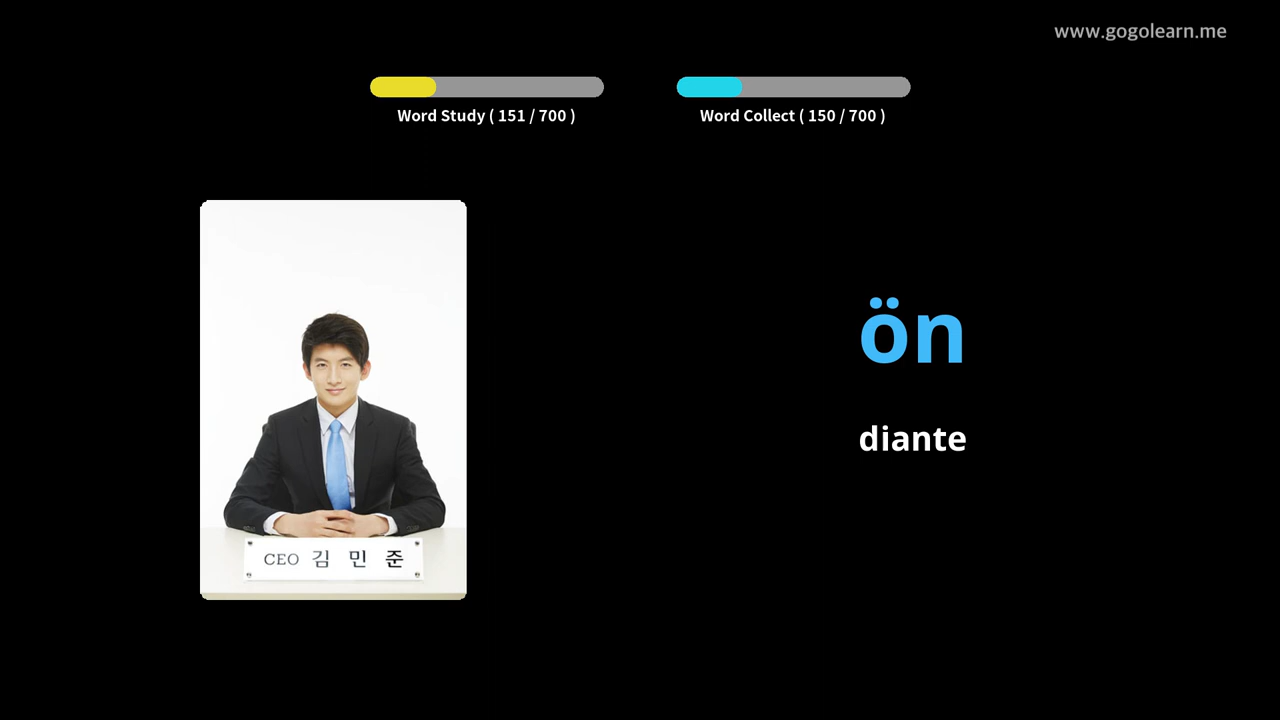 www.gogolearn.me
Word Study ( 151 / 700 )
Word Collect ( 150 / 700 )
ön
diante
CEO 김 민 준